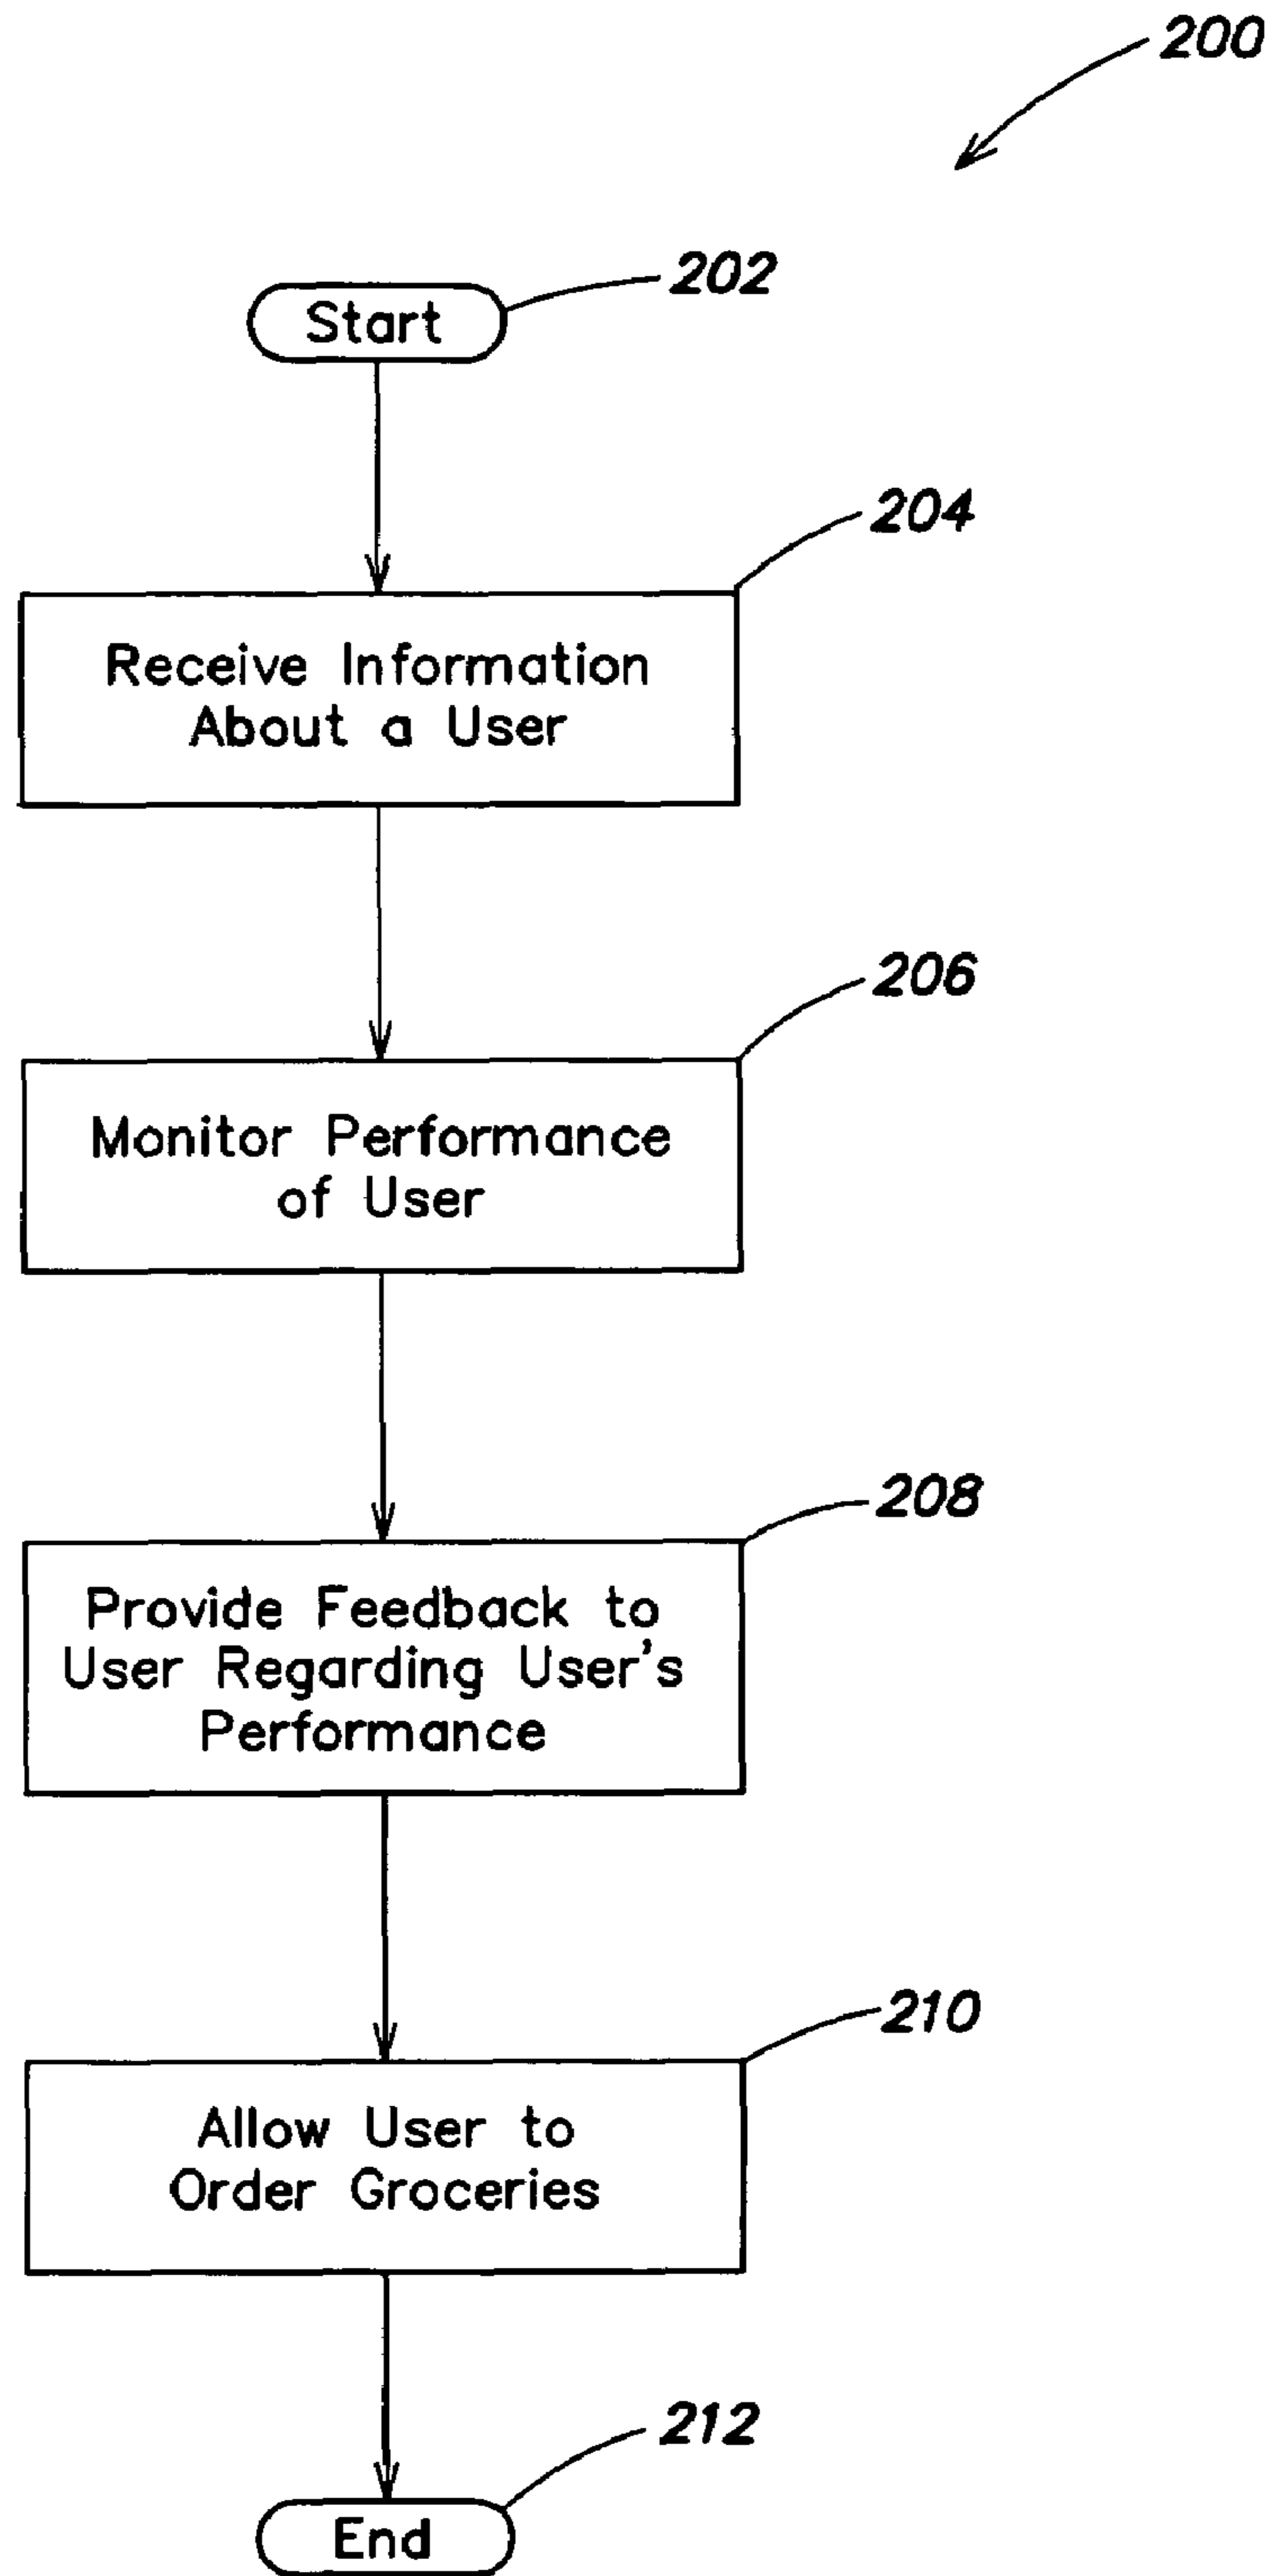 200
202
Start
204
Receive Information
About a User
206
Monitor Performance
of User
208
Provide Feedback to
User Regarding User's
Performance
210
Allow User to
Order Groceries
212
End